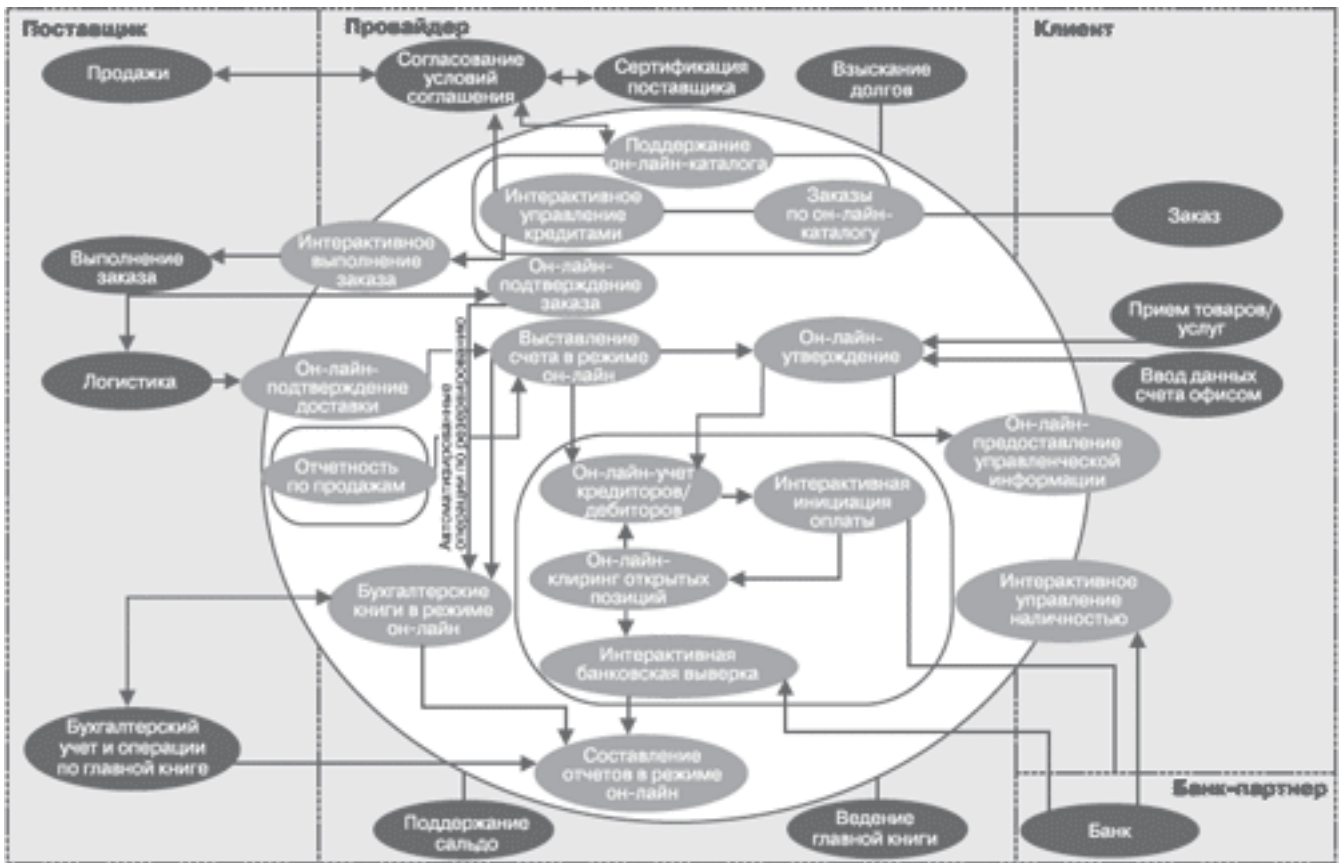 Поставщик
Провайдер
Клиент
Продажи
Согласование
условий
соглашения
Сертификация
поставщика
Взыскание
долгов
Поддержание
он-лайн-каталога
Интерактивное
управление
кредитами
Заказы
по он-лайн-
каталогу
Заказ
Выполнение
заказа
Интерактивное
выполнение
заказа
Он-лайн-
подтверждение
заказа
Прием товаров/
услуг
Выставление
счета в режиме
он-лайн
Он-лайн-
утверждение
Логистика
Он-лайн-
подтверждение
доставки
Ввод данных
счета офисом
Автоматизированные
операции по резервированию
Он-лайн-
предоставление
управленческой
информации
Отчетность
по продажам
Он-лайн-учет
кредиторов/
дебиторов
Интерактивная
инициация
оплаты
Он-лайн-
клиринг открытых
позиций
Бухгалтерские
книги в режиме
он-лайн
Интерактивное
управление
наличностью
Интерактивная
банковская выверка
Бухгалтерский
учет и операции
по главной книге
Составление
отчетов в режиме
он-лайн
Банк-партнер
Поддержание
сальдо
Ведение
главной книги
Банк